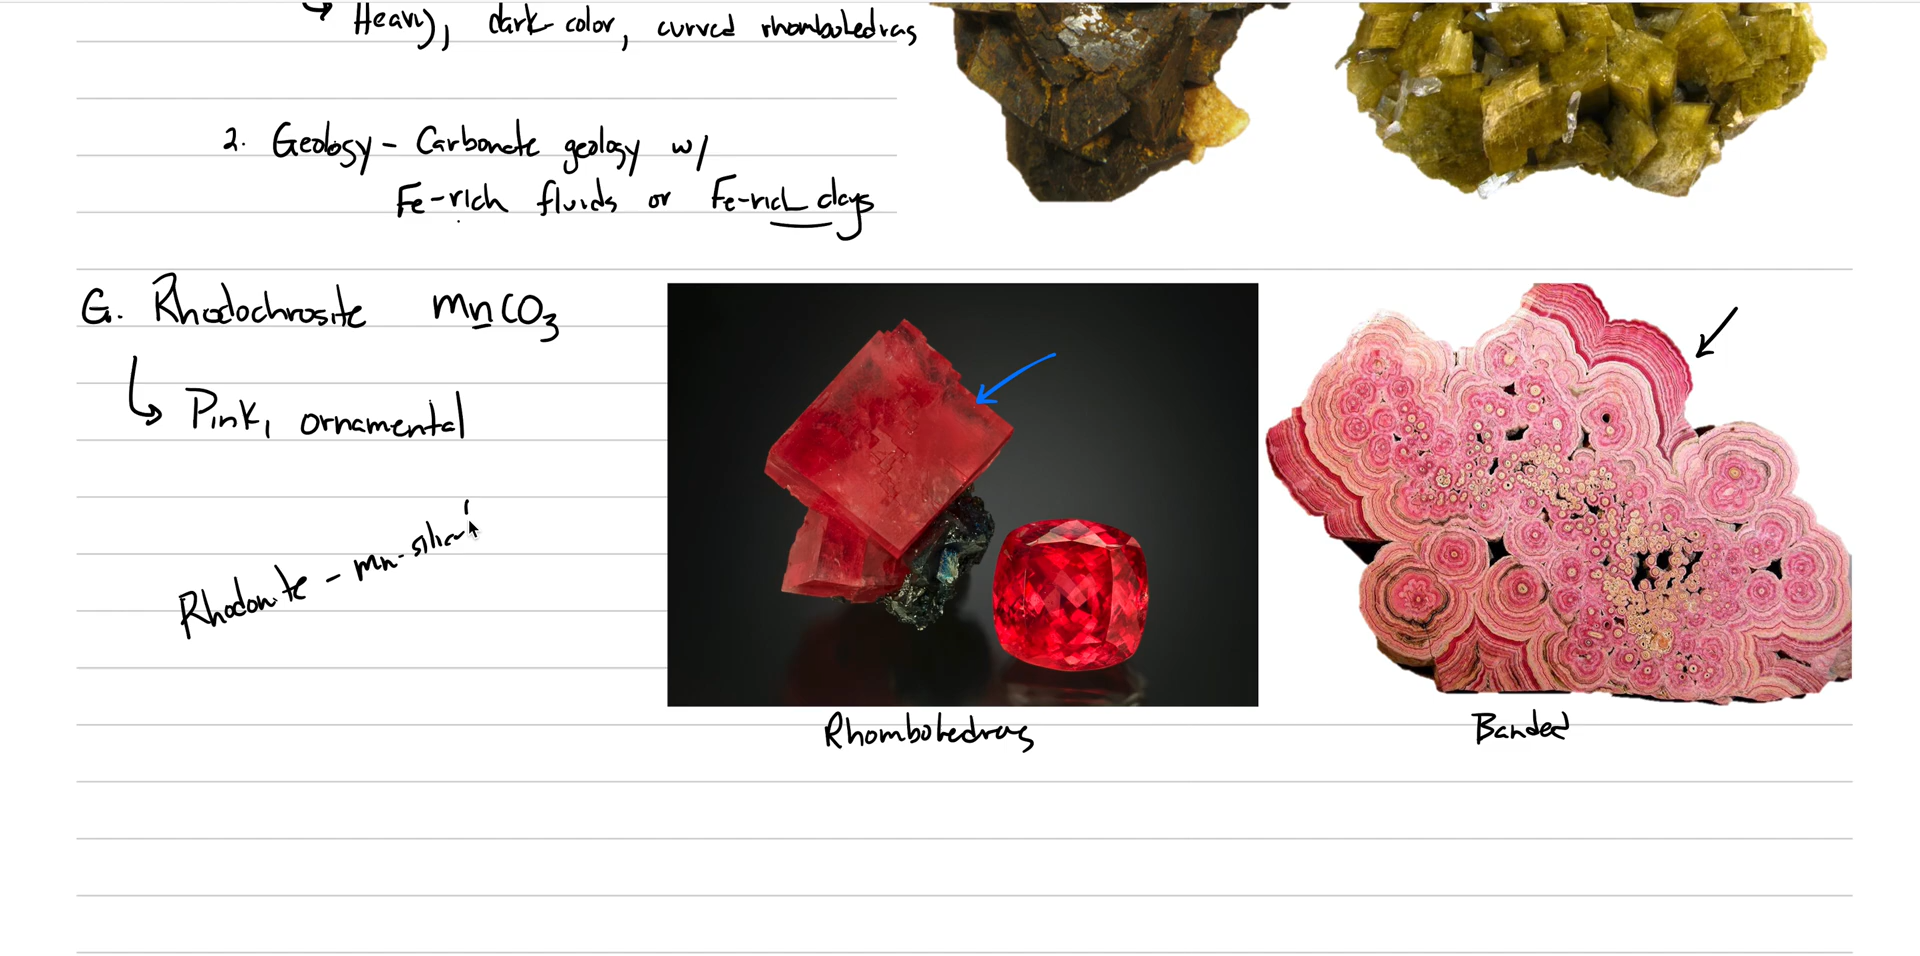 ↳ Heavy, dark color, curved rhombohedras
2. Geology - Carbonate geology w/
Fe-rich fluids or Fe-rich clays
G. Rhodochrosite MnCO3
↳ Pink, ornamental
Rhodonite - Mn-silicat
Rhombohedras
Banded